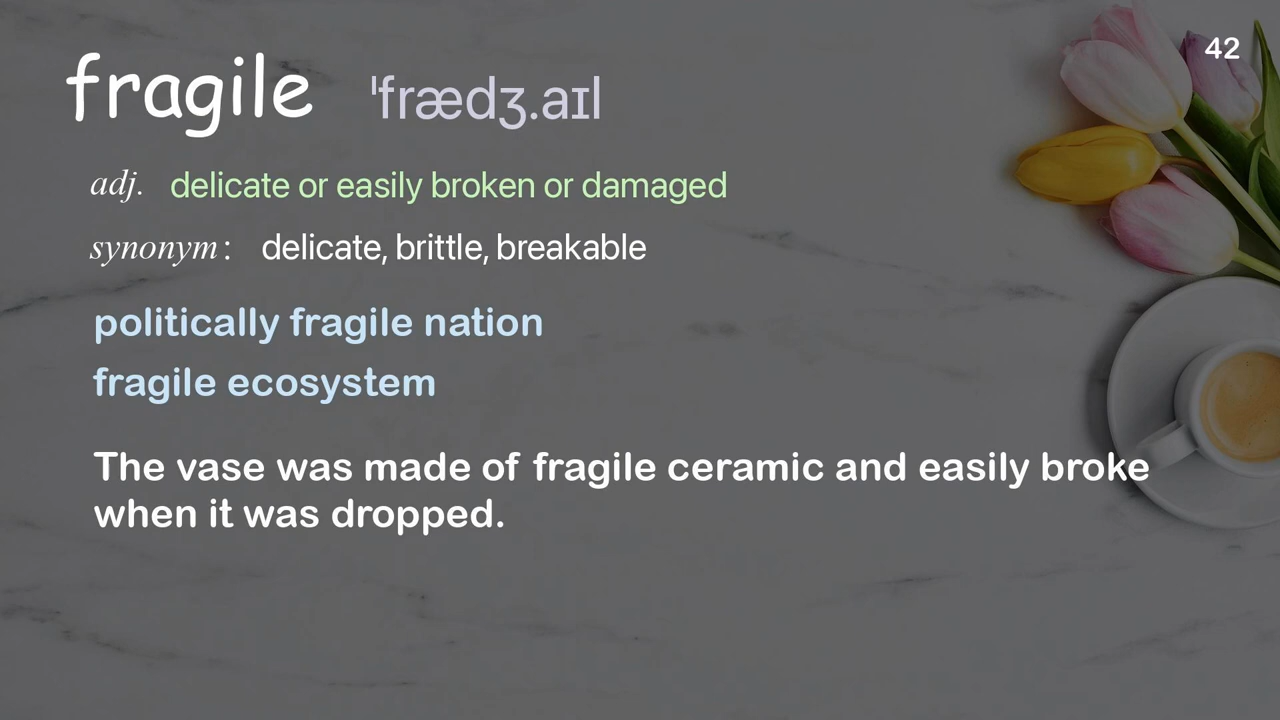 fragile ˈfrædʒ.aɪl
42
adj. delicate or easily broken or damaged
synonym: delicate, brittle, breakable
politically fragile nation
fragile ecosystem
The vase was made of fragile ceramic and easily broke
when it was dropped.